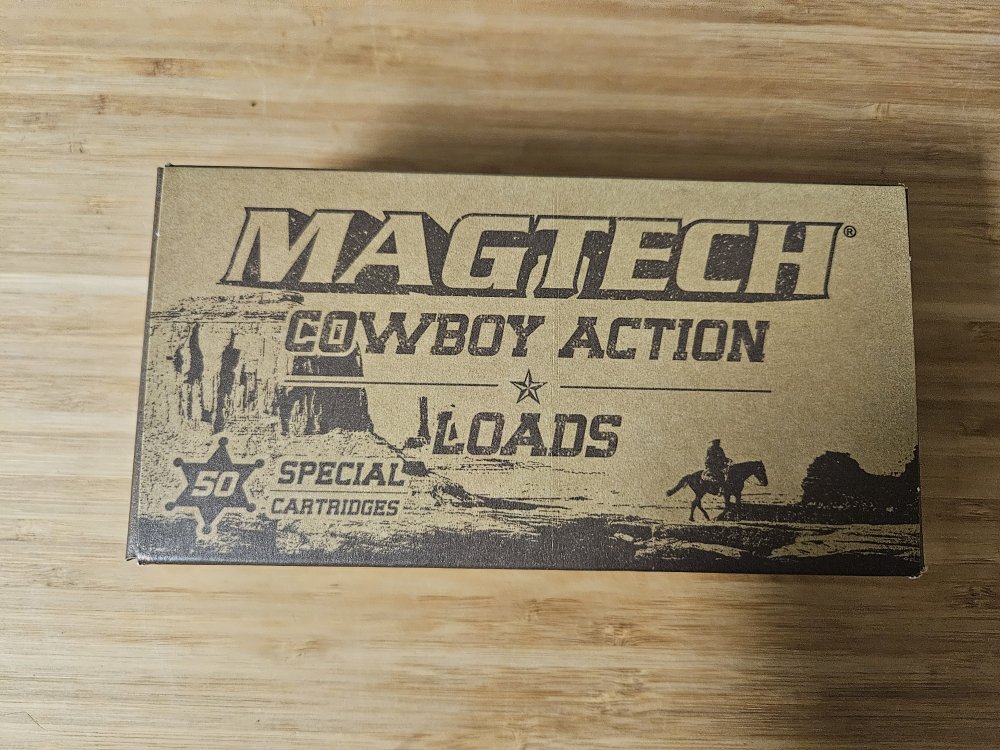 MAGTECH®
COWBOY ACTION
LOADS
50
SPECIAL
CARTRIDGES